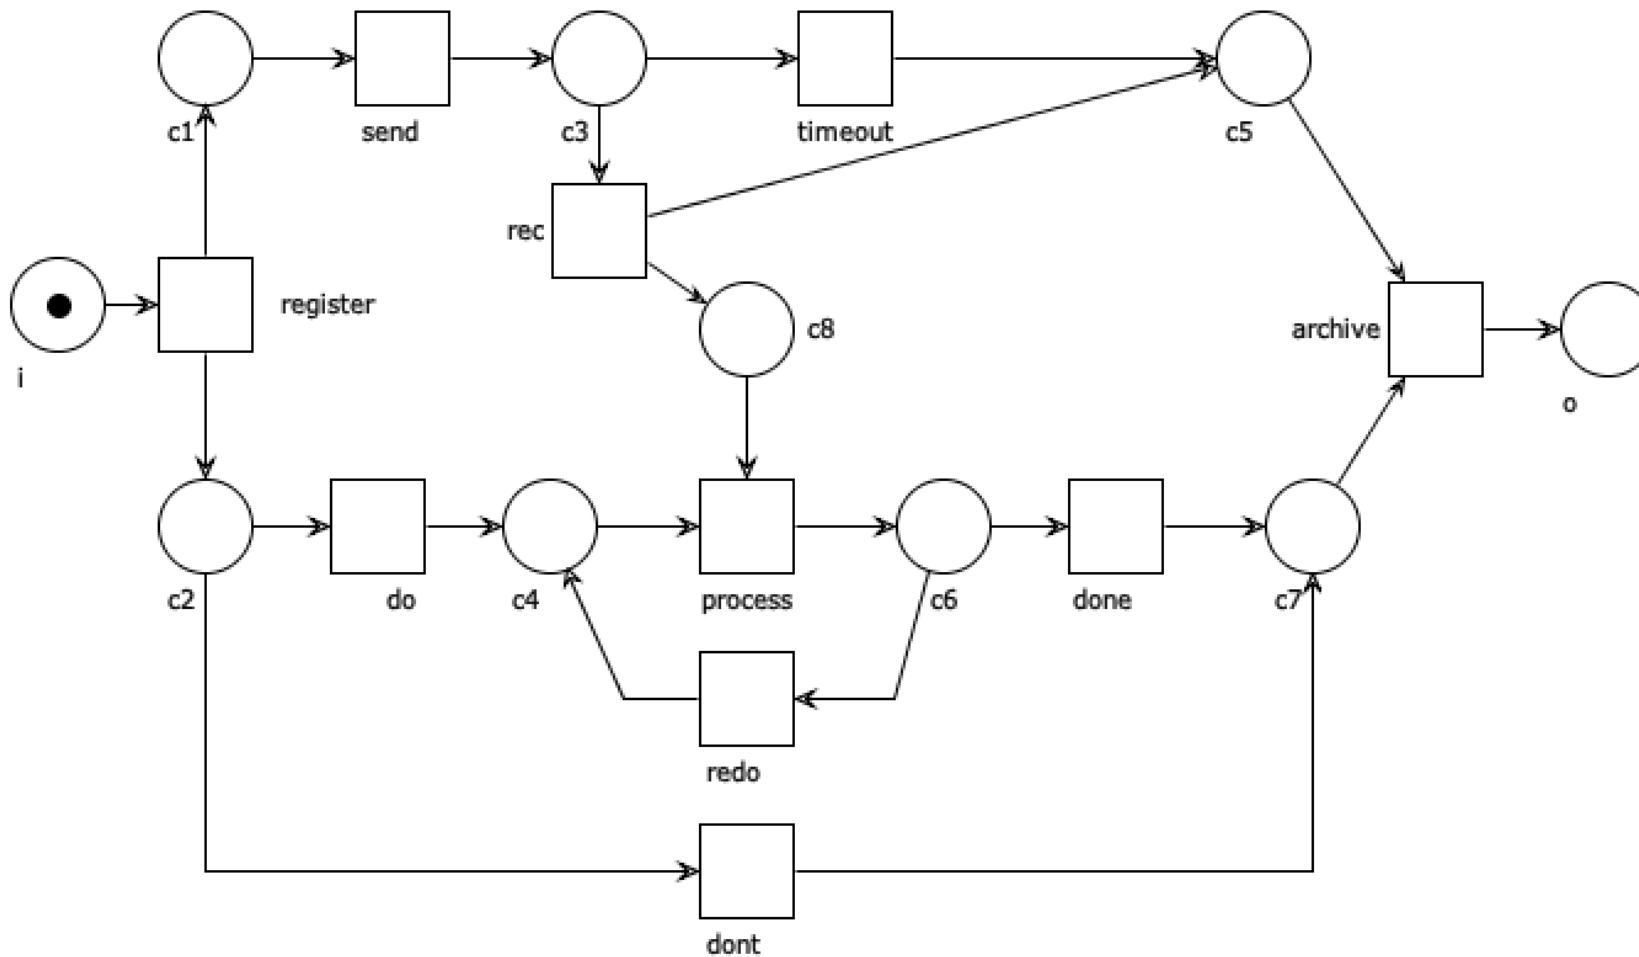 c1
send
c3
timeout
c5
rec
register
c8
archive
i
o
c2
do
c4
process
c6
done
c7
redo
dont